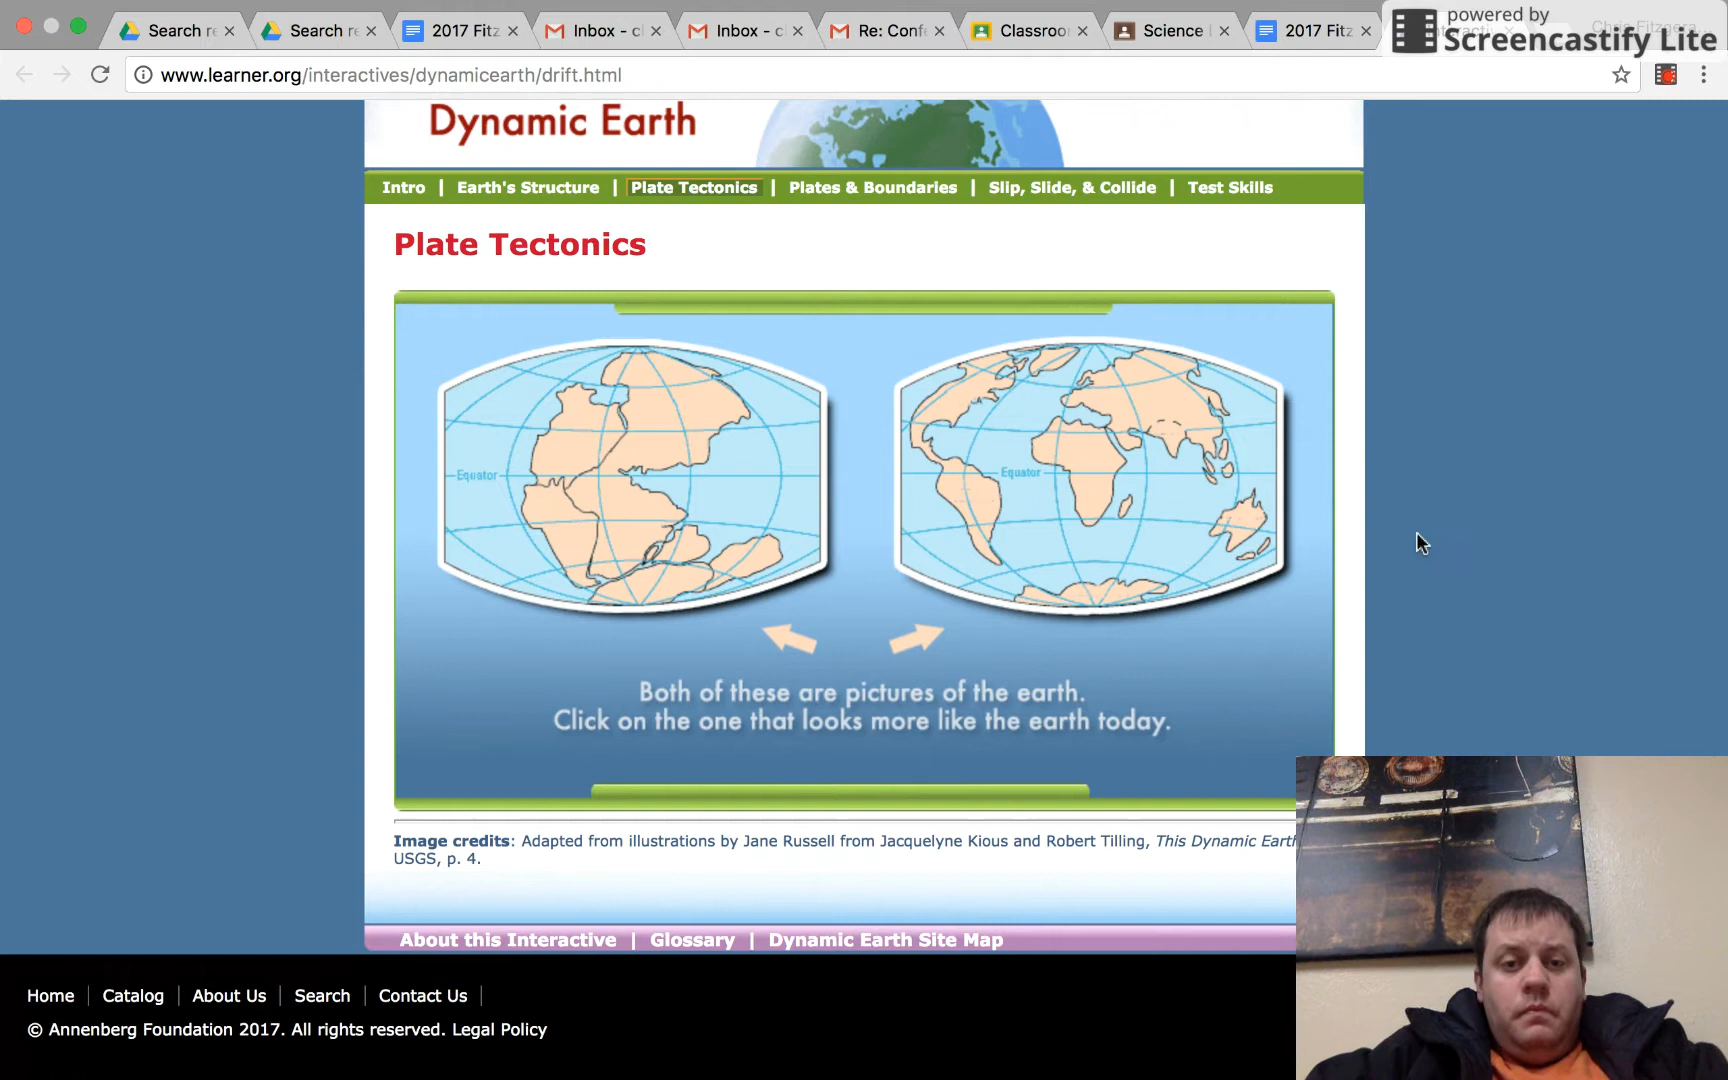 Search re
Search re
2017 Fitz
Inbox - cl
Inbox - cl
Re: Confe
Classroo
Science
2017 Fitz
powered by
Screencastify Lite
www.learner.org/interactives/dynamicearth/drift.html
Dynamic Earth
Intro | Earth's Structure | Plate Tectonics | Plates & Boundaries | Slip, Slide, & Collide | Test Skills
Plate Tectonics
Equator
Equator
Both of these are pictures of the earth.
Click on the one that looks more like the earth today.
Image credits: Adapted from illustrations by Jane Russell from Jacquelyne Kious and Robert Tilling, This Dynamic Earth
USGS, p. 4.
About this Interactive | Glossary | Dynamic Earth Site Map
Home | Catalog | About Us | Search | Contact Us |
© Annenberg Foundation 2017. All rights reserved. Legal Policy